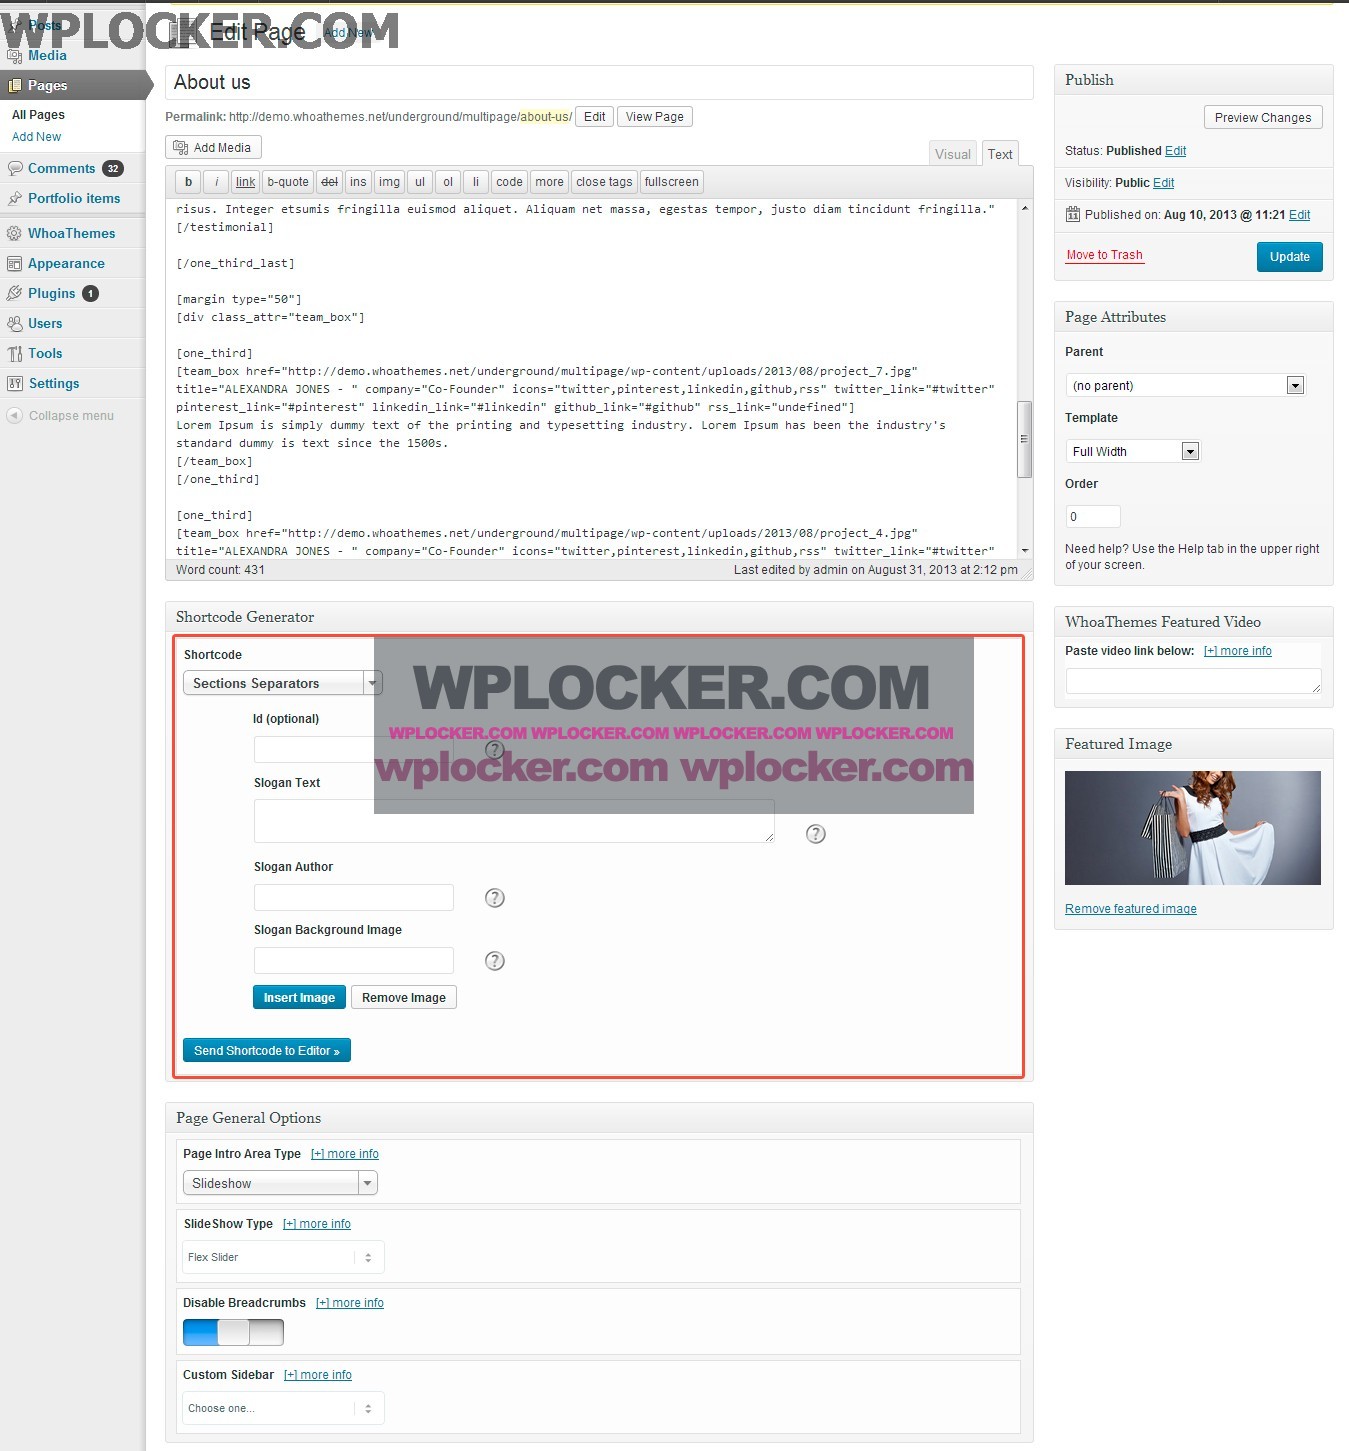 WPLOCKER.COM
Posts
Media
Pages
All Pages
Add New
Comments 32
Portfolio items
WhoaThemes
Appearance
Plugins 1
Users
Tools
Settings
Collapse menu
Edit Page Add New
About us
Permalink: http://demo.whoathemes.net/underground/multipage/about-us/ Edit View Page
Add Media
Visual Text
b i link b-quote del ins img ul ol li code more close tags fullscreen
risus. Integer etsumis fringilla euismod aliquet. Aliquam net massa, egestas tempor, justo diam tincidunt fringilla."
[/testimonial]
[/one_third_last]
[margin type="50"]
[div class_attr="team_box"]
[one_third]
[team_box href="http://demo.whoathemes.net/underground/multipage/wp-content/uploads/2013/08/project_7.jpg"
title="ALEXANDRA JONES - " company="Co-Founder" icons="twitter,pinterest,linkedin,github,rss" twitter_link="#twitter"
pinterest_link="#pinterest" linkedin_link="#linkedin" github_link="#github" rss_link="undefined"]
Lorem Ipsum is simply dummy text of the printing and typesetting industry. Lorem Ipsum has been the industry's
standard dummy is text since the 1500s.
[/team_box]
[/one_third]
[one_third]
[team_box href="http://demo.whoathemes.net/underground/multipage/wp-content/uploads/2013/08/project_4.jpg"
title="ALEXANDRA JONES - " company="Co-Founder" icons="twitter,pinterest,linkedin,github,rss" twitter_link="#twitter"
Word count: 431 Last edited by admin on August 31, 2013 at 2:12 pm
Shortcode Generator
Shortcode
Sections Separators
Id (optional)
?
Slogan Text
?
Slogan Author
?
Slogan Background Image
?
Insert Image Remove Image
Send Shortcode to Editor »
WPLOCKER.COM
WPLOCKER.COM WPLOCKER.COM WPLOCKER.COM WPLOCKER.COM
wplocker.com wplocker.com
Page General Options
Page Intro Area Type [+] more info
Slideshow
SlideShow Type [+] more info
Flex Slider
Disable Breadcrumbs [+] more info
Custom Sidebar [+] more info
Choose one...
Publish
Preview Changes
Status: Published Edit
Visibility: Public Edit
11 Published on: Aug 10, 2013 @ 11:21 Edit
Move to Trash Update
Page Attributes
Parent
(no parent)
Template
Full Width
Order
0
Need help? Use the Help tab in the upper right
of your screen.
WhoaThemes Featured Video
Paste video link below: [+] more info
Featured Image
Remove featured image